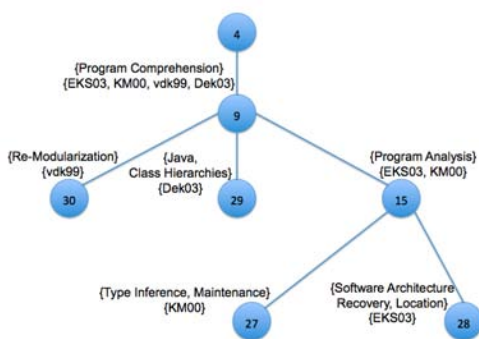 4
{Program Comprehension}
{EKS03, KM00, vdk99, Dek03}
9
{Re-Modularization}
{vdk99}
30
{Java,
Class Hierarchies}
{Dek03}
29
{Program Analysis}
{EKS03, KM00}
15
{Type Inference, Maintenance}
{KM00}
27
{Software Architecture
Recovery, Location}
{EKS03}
28